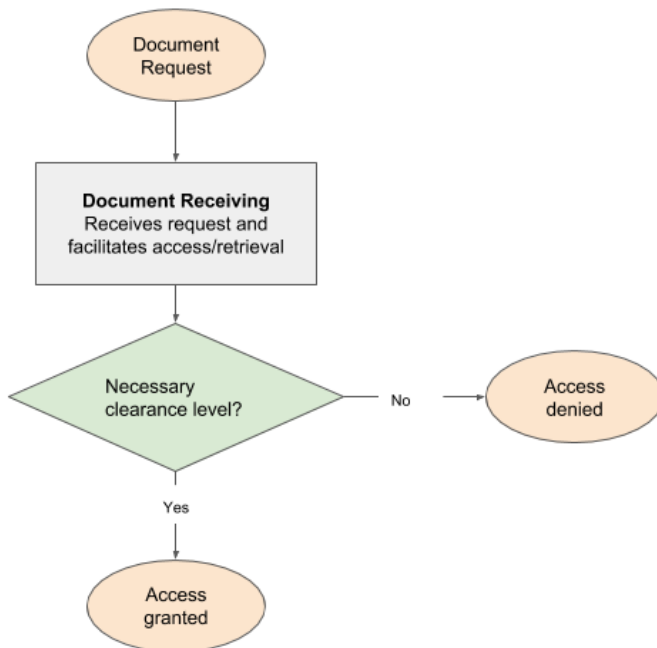 Document
Request
Document Receiving
Receives request and
facilitates access/retrieval
Necessary
clearance level?
No
Access
denied
Yes
Access
granted